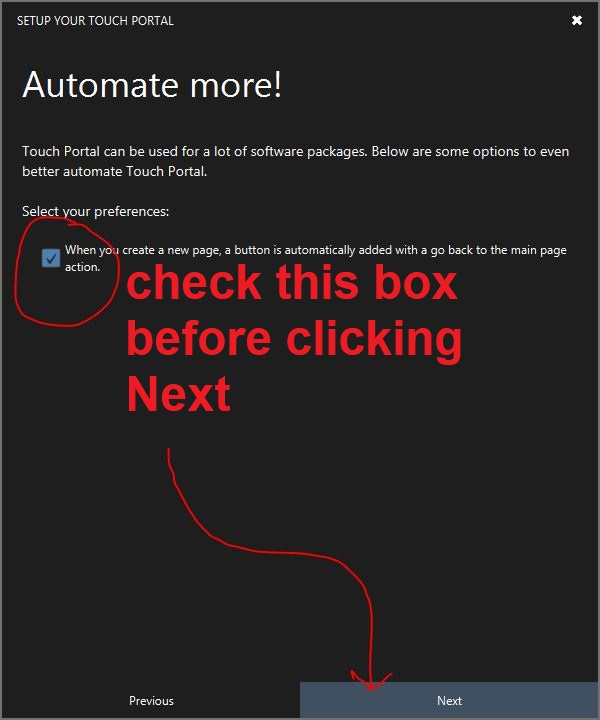 SETUP YOUR TOUCH PORTAL
Automate more!
Touch Portal can be used for a lot of software packages. Below are some options to even
better automate Touch Portal.
Select your preferences:
When you create a new page, a button is automatically added with a go back to the main page
action.
check this box
before clicking
Next
Previous
Next